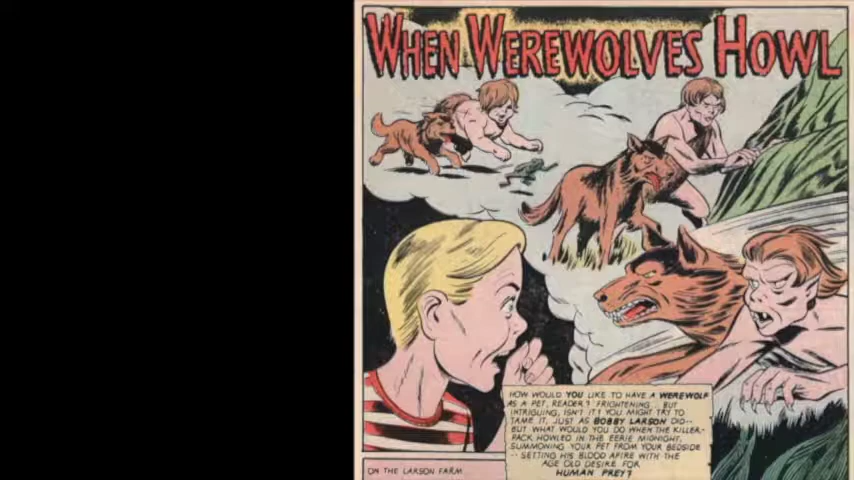 WHEN WEREWOLVES HOWL
HOW WOULD YOU LIKE TO HAVE A WEREWOLF
AS A PET, READER? FRIGHTENING... BUT
INTRIGUING, ISN'T IT? YOU MIGHT TRY TO
TAME IT, JUST AS BOBBY LARSON DID--
BUT WHAT WOULD YOU DO WHEN THE KILLER-
PACK HOWLED IN THE EERIE MIDNIGHT,
SUMMONING YOUR PET FROM YOUR BEDSIDE
-- SETTING HIS BLOOD AFIRE WITH THE
AGE OLD DESIRE FOR
HUMAN PREY?
ON THE LARSON FARM